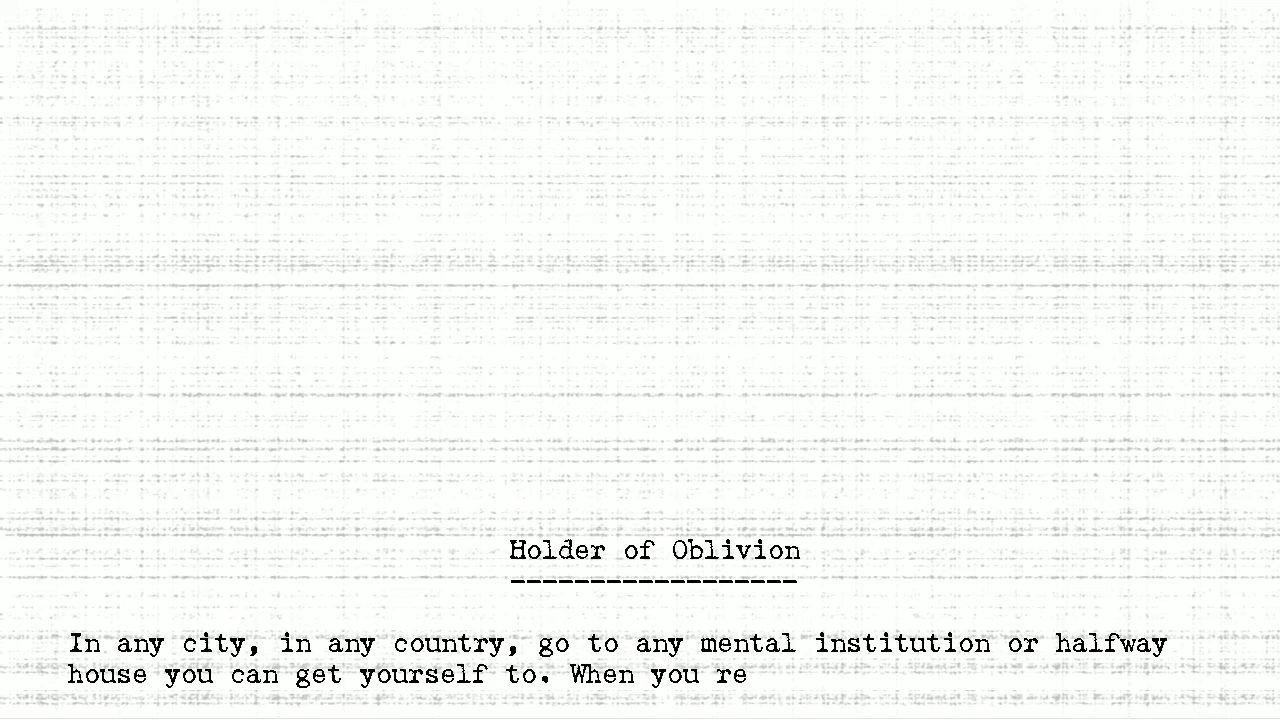 Holder of Oblivion
------------------
In any city, in any country, go to any mental institution or halfway
house you can get yourself to. When you re